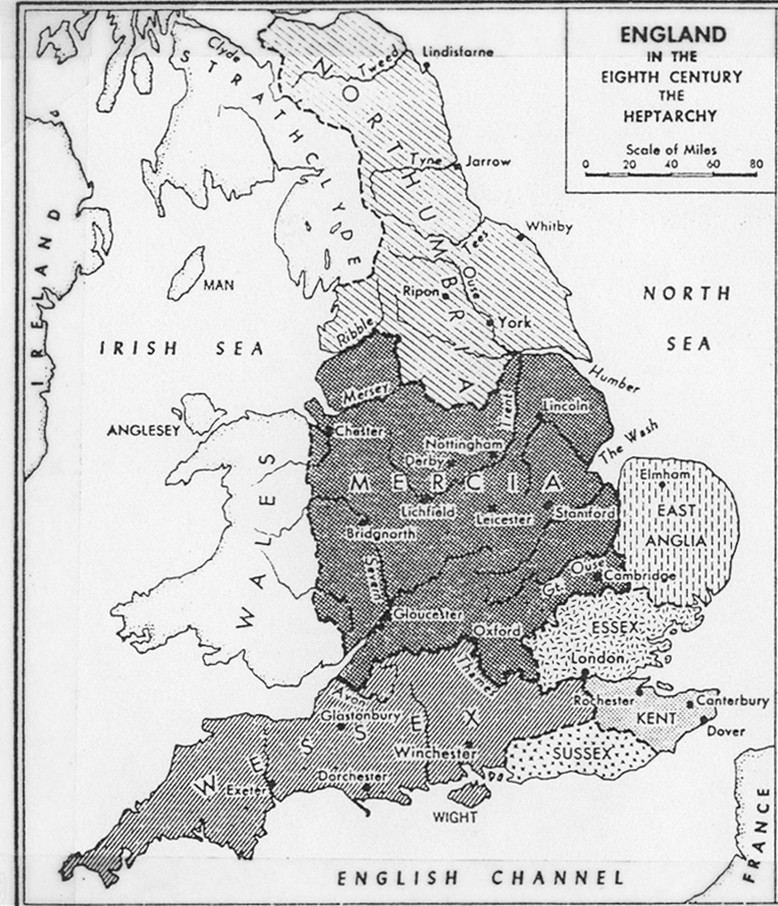 ENGLAND
IN THE
EIGHTH CENTURY
THE
HEPTARCHY
Scale of Miles
0 20 40 60 80
Clyde
STRATHCLYDE
NORTHUMBRIA
Tweed
Lindisfarne
Tyne
Jarrow
Tees
Whitby
Ouse
Ripon
York
IRELAND
MAN
IRISH SEA
NORTH
SEA
Ribble
Mersey
Humber
Trent
Lincoln
The Wash
ANGLESEY
Chester
Nottingham
Derby
MERCIA
Lichfield
Leicester
Stamford
Bridgnorth
Elmham
EAST
ANGLIA
WALES
Severn
Gt. Ouse
Cambridge
Gloucester
Oxford
ESSEX
London
Thames
Avon
Rochester
Canterbury
KENT
Dover
Glastonbury
WESSEX
Winchester
SUSSEX
Exeter
Dorchester
WIGHT
FRANCE
ENGLISH CHANNEL